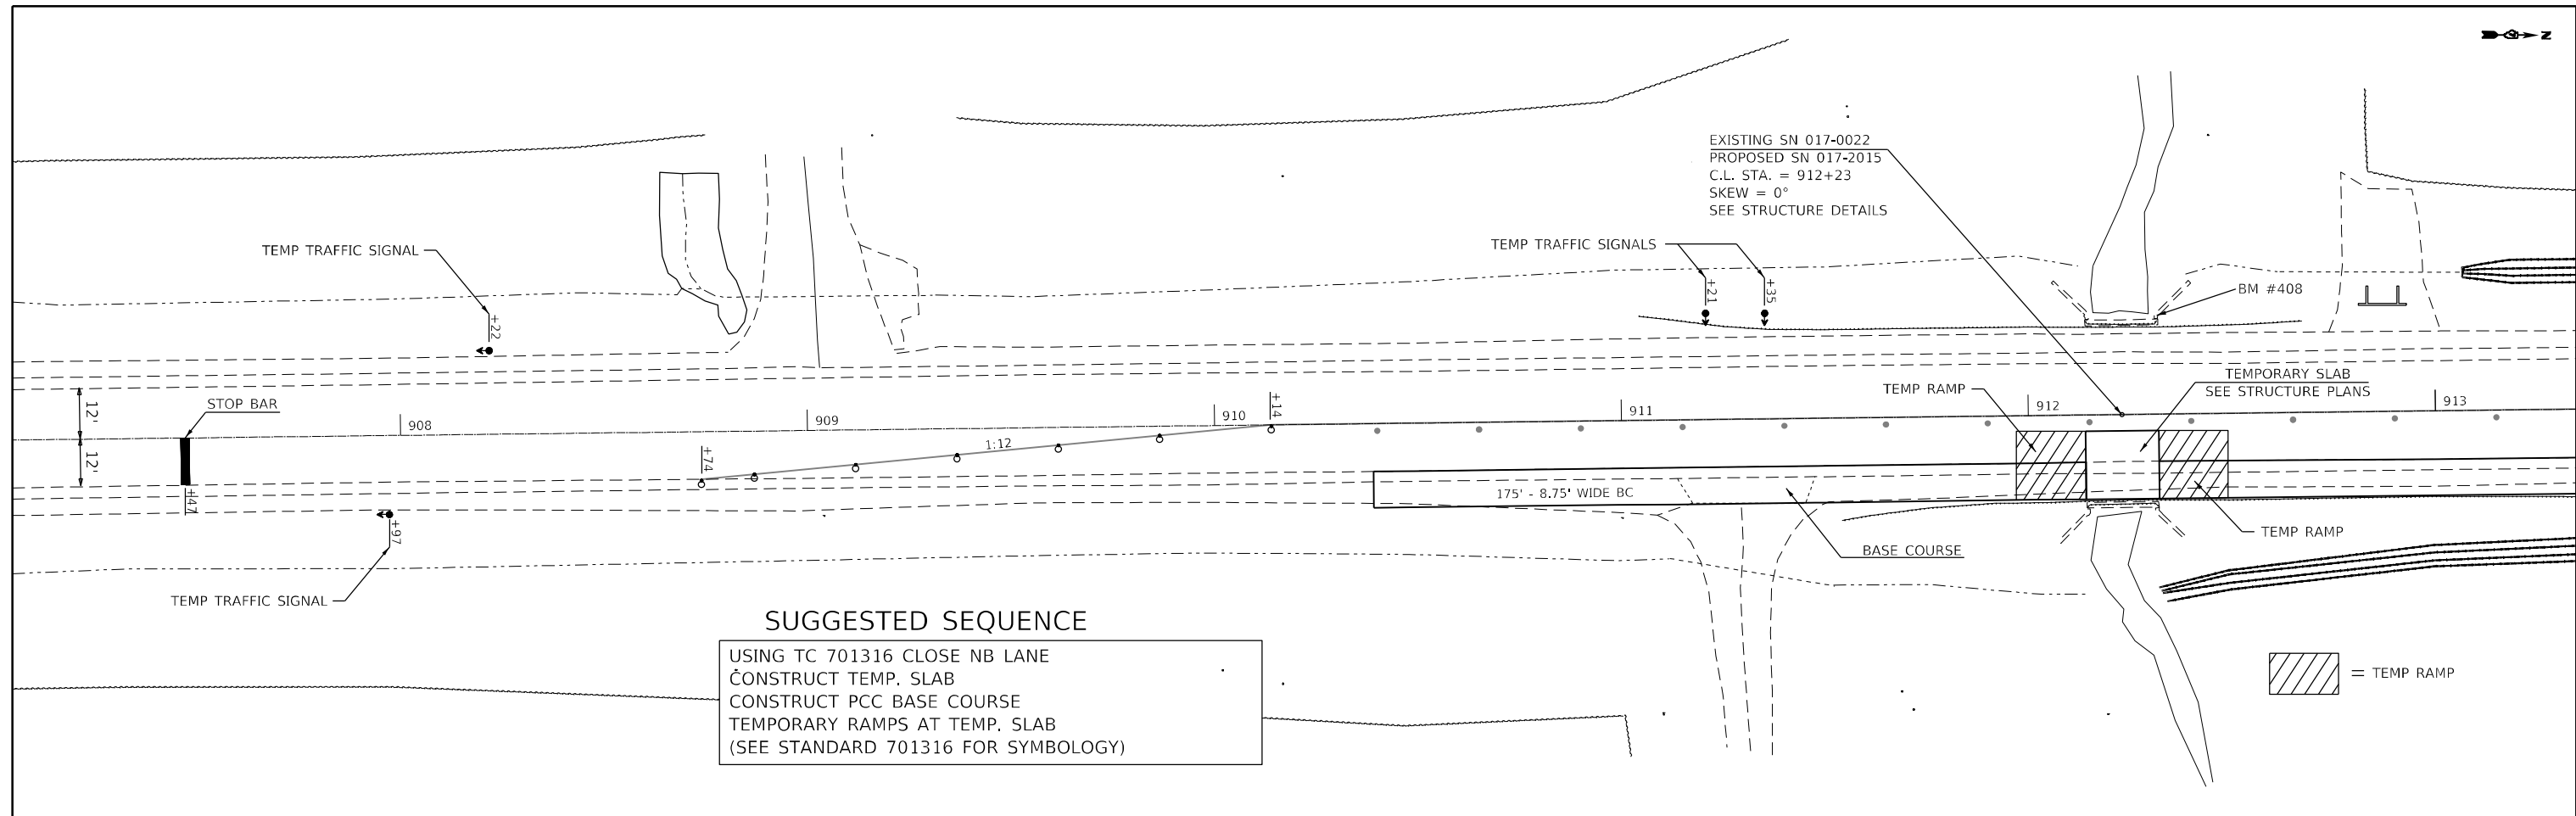 N
EXISTING SN 017-0022
PROPOSED SN 017-2015
C.L. STA. = 912+23
SKEW = 0°
SEE STRUCTURE DETAILS
TEMP TRAFFIC SIGNAL
TEMP TRAFFIC SIGNALS
+22
+21
+35
BM #408
TEMPORARY SLAB
SEE STRUCTURE PLANS
TEMP RAMP
12'
STOP BAR
908
909
910
+14
911
912
913
12'
1:12
+74
+47
175' - 8.75' WIDE BC
+97
BASE COURSE
TEMP RAMP
TEMP TRAFFIC SIGNAL
SUGGESTED SEQUENCE
USING TC 701316 CLOSE NB LANE
CONSTRUCT TEMP. SLAB
CONSTRUCT PCC BASE COURSE
TEMPORARY RAMPS AT TEMP. SLAB
(SEE STANDARD 701316 FOR SYMBOLOGY)
= TEMP RAMP